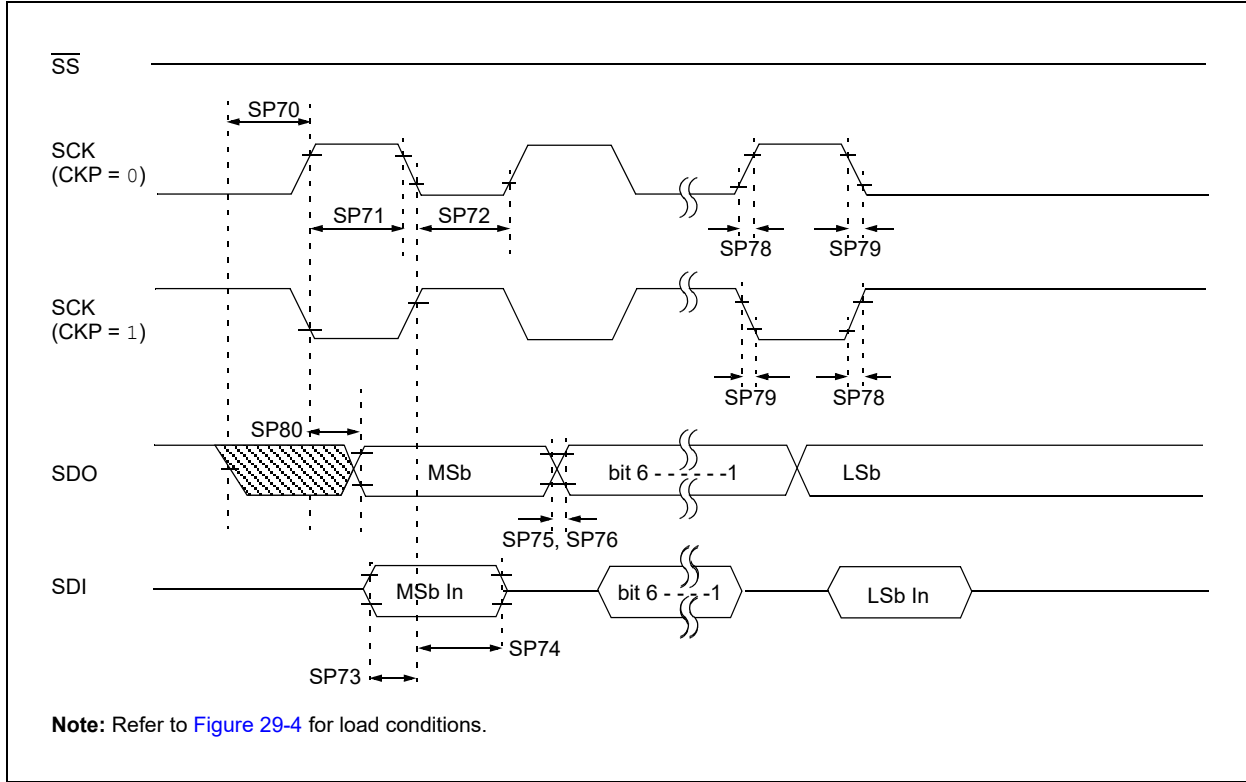 SS
SP70
SCK
(CKP = 0)
SP71
SP72
SP78
SP79
SCK
(CKP = 1)
SP79
SP78
SP80
SDO
MSb
bit 6 - - - - - -1
LSb
SP75, SP76
SDI
MSb In
bit 6 - - - -1
LSb In
SP74
SP73
Note: Refer to Figure 29-4 for load conditions.